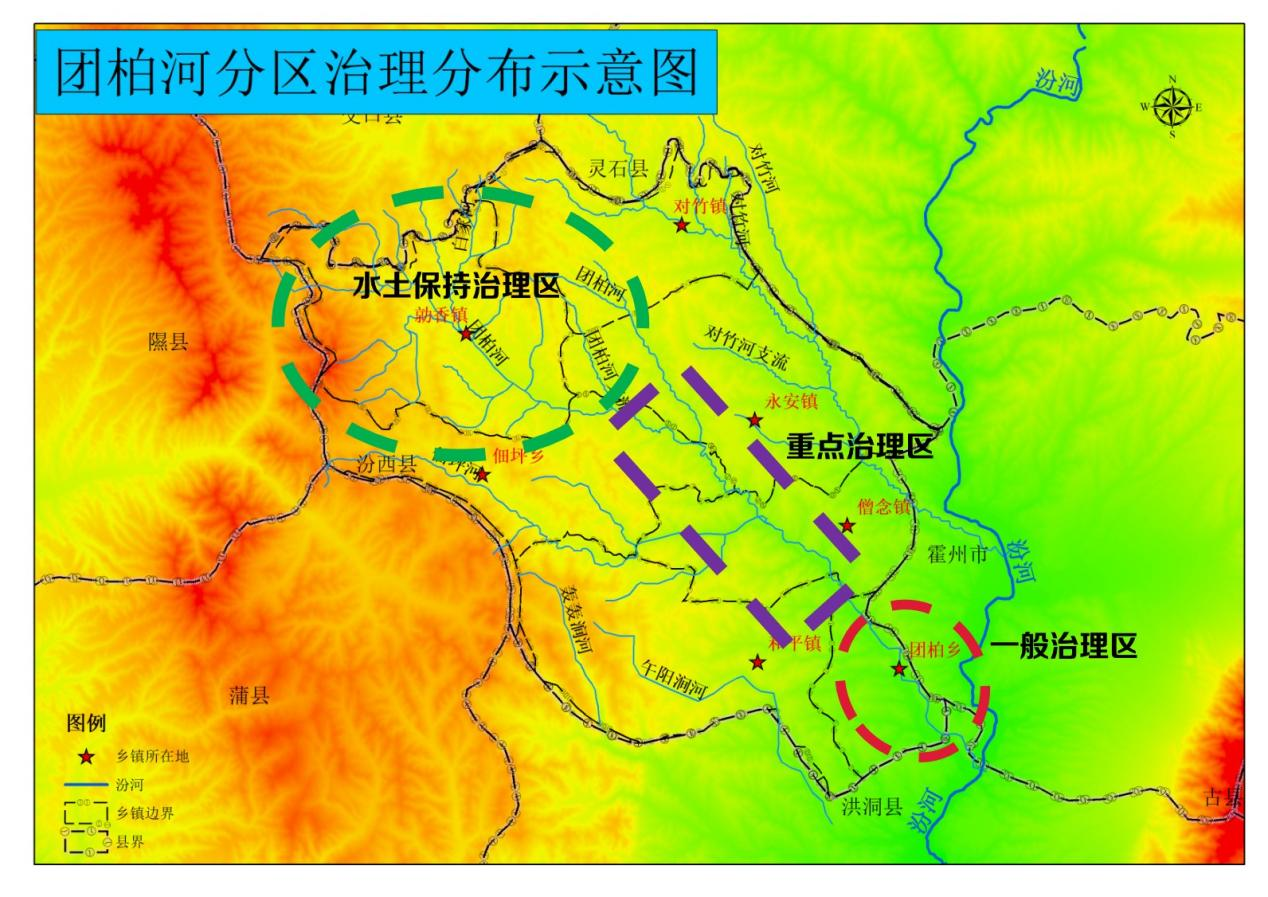 团柏河分区治理分布示意图
汾河
N
W
E
S
灵石县
对竹河
对竹镇
对竹河
水土保持治理区
团柏河
勍香镇
团柏河
团柏河
隰县
对竹河支流
永安镇
重点治理区
佃坪乡
汾西县
僧念镇
霍州市
汾河
轰轰涧河
团柏乡
一般治理区
和平镇
午阳涧河
蒲县
图例
乡镇所在地
汾河
乡镇边界
县界
洪洞县
汾河
古县